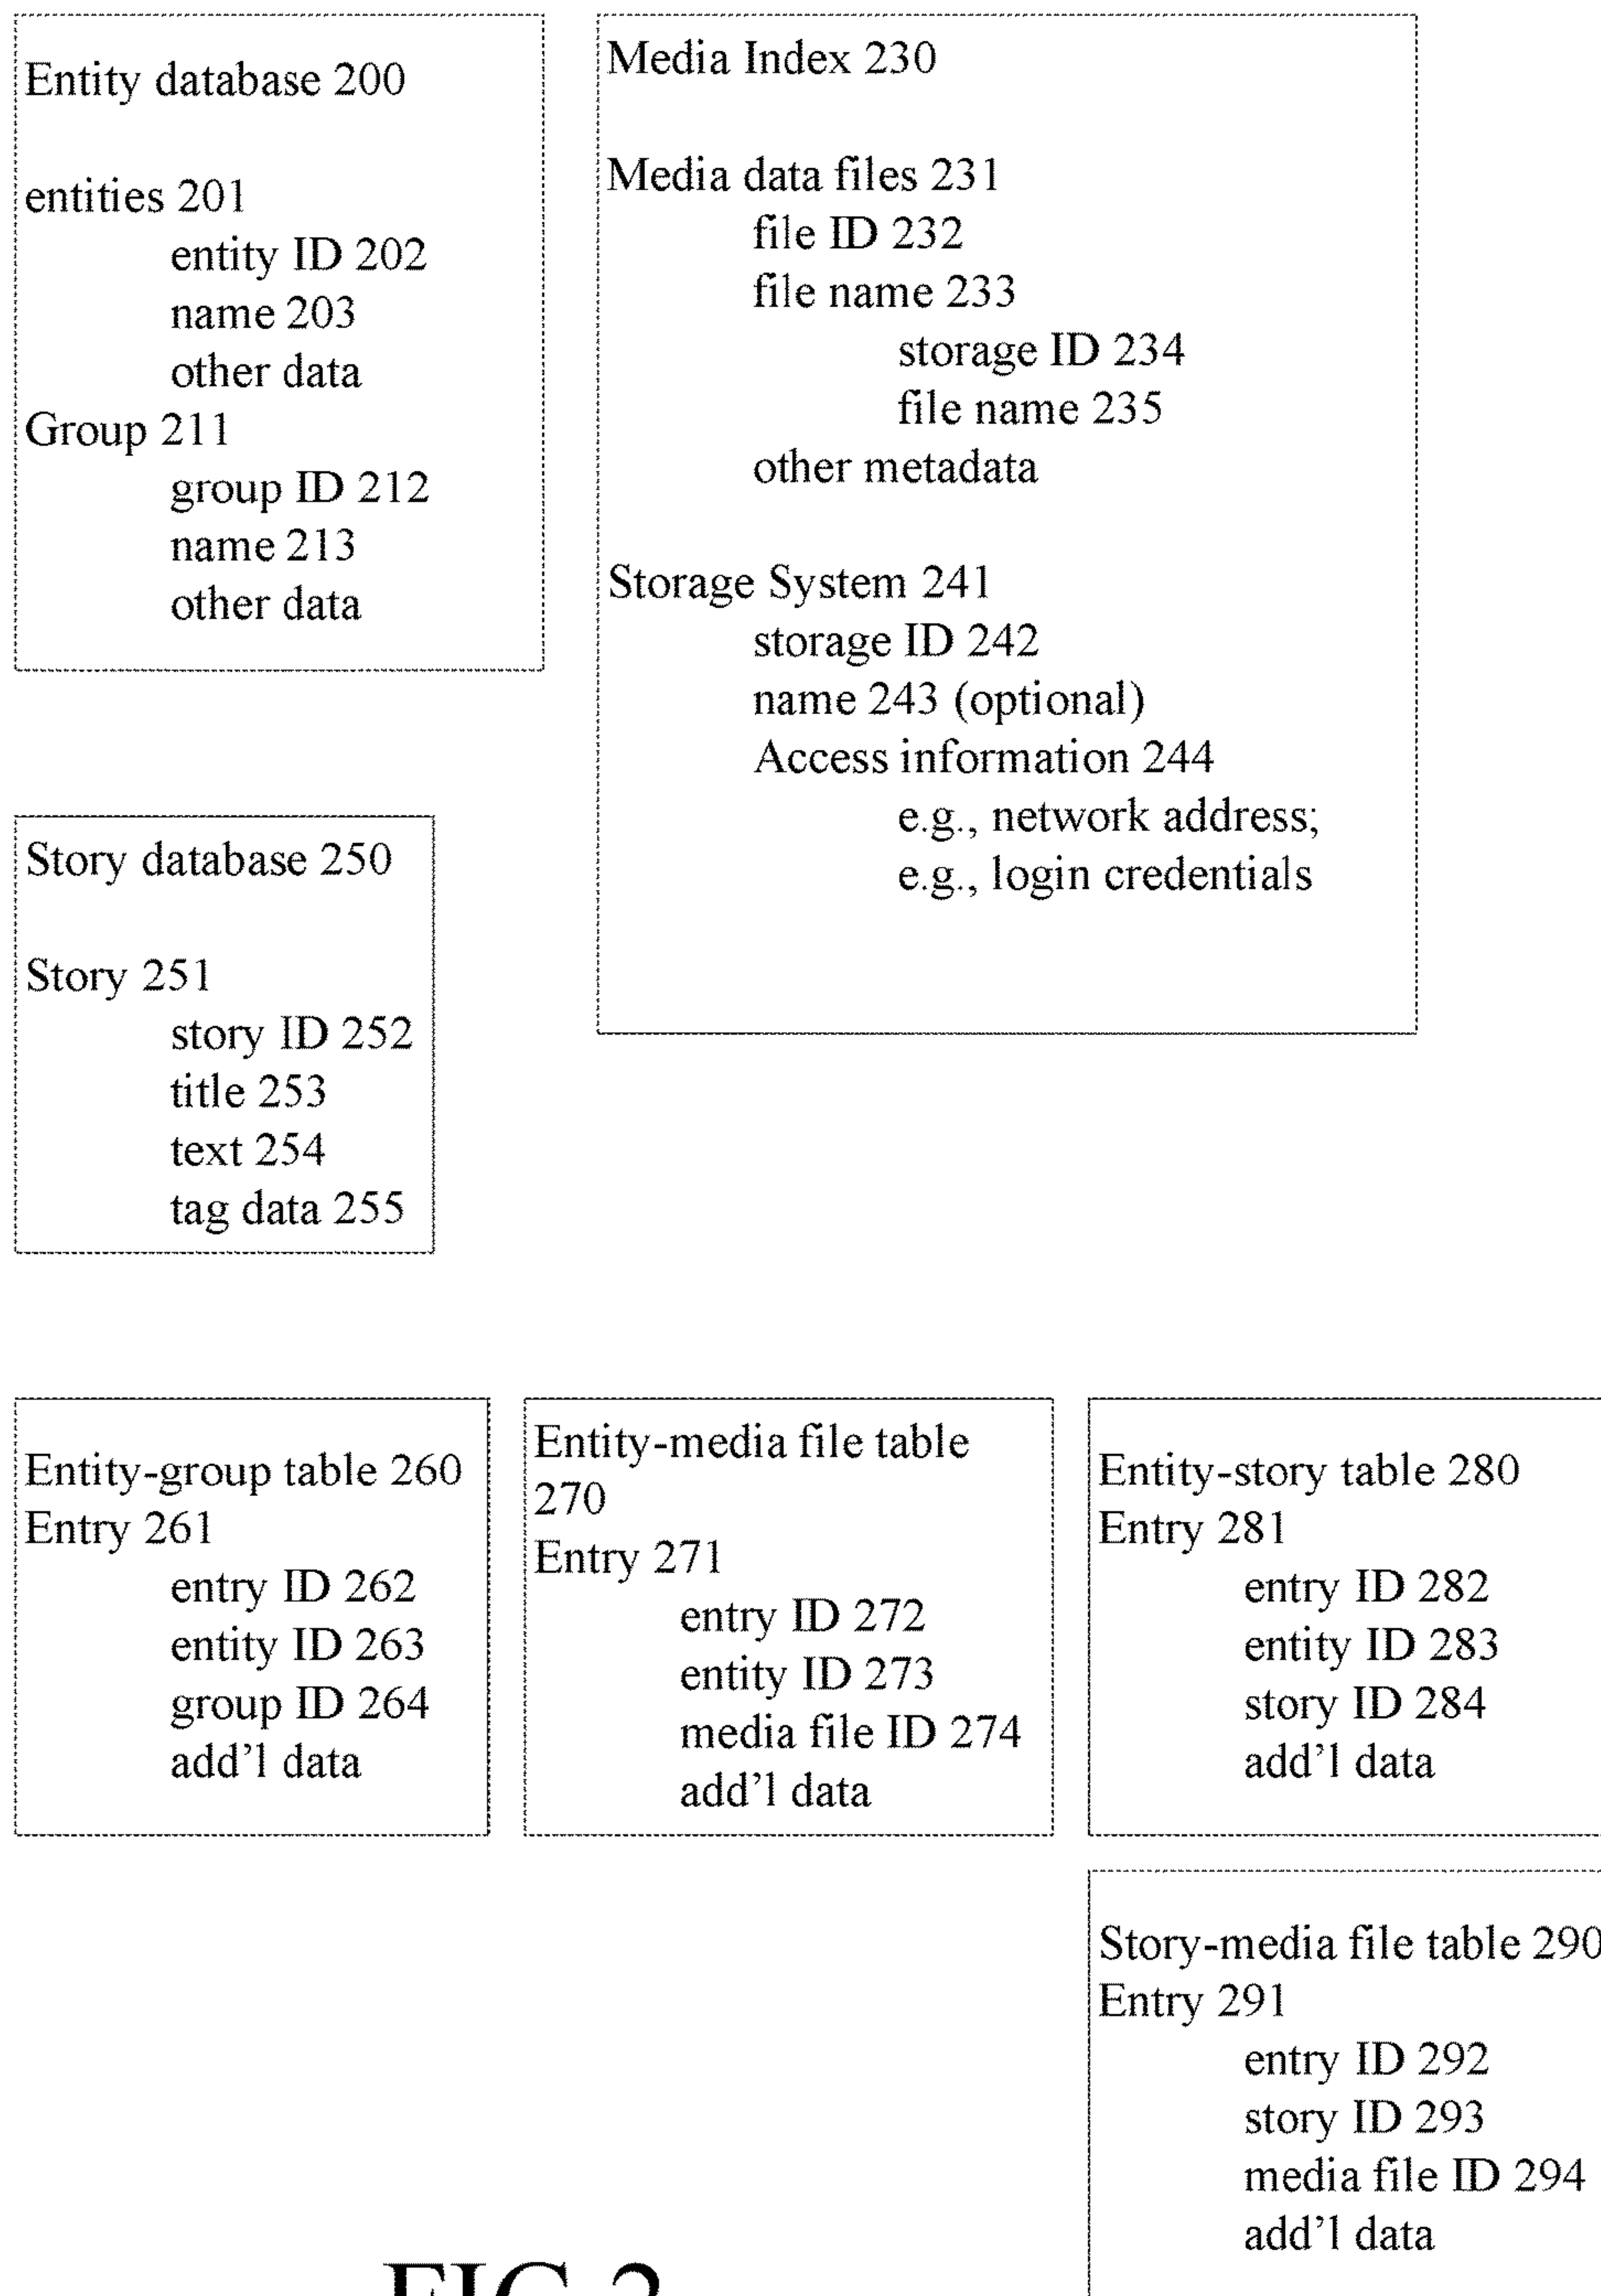 Entity database 200
entities 201
entity ID 202
name 203
other data
Group 211
group ID 212
name 213
other data
Media Index 230
Media data files 231
file ID 232
file name 233
storage ID 234
file name 235
other metadata
Storage System 241
storage ID 242
name 243 (optional)
Access information 244
e.g., network address;
e.g., login credentials
Story database 250
Story 251
story ID 252
title 253
text 254
tag data 255
Entity-group table 260
Entry 261
entry ID 262
entity ID 263
group ID 264
add'l data
Entity-media file table
270
Entry 271
entry ID 272
entity ID 273
media file ID 274
add'l data
Entity-story table 280
Entry 281
entry ID 282
entity ID 283
story ID 284
add'l data
Story-media file table 290
Entry 291
entry ID 292
story ID 293
media file ID 294
add'l data
FIG 2